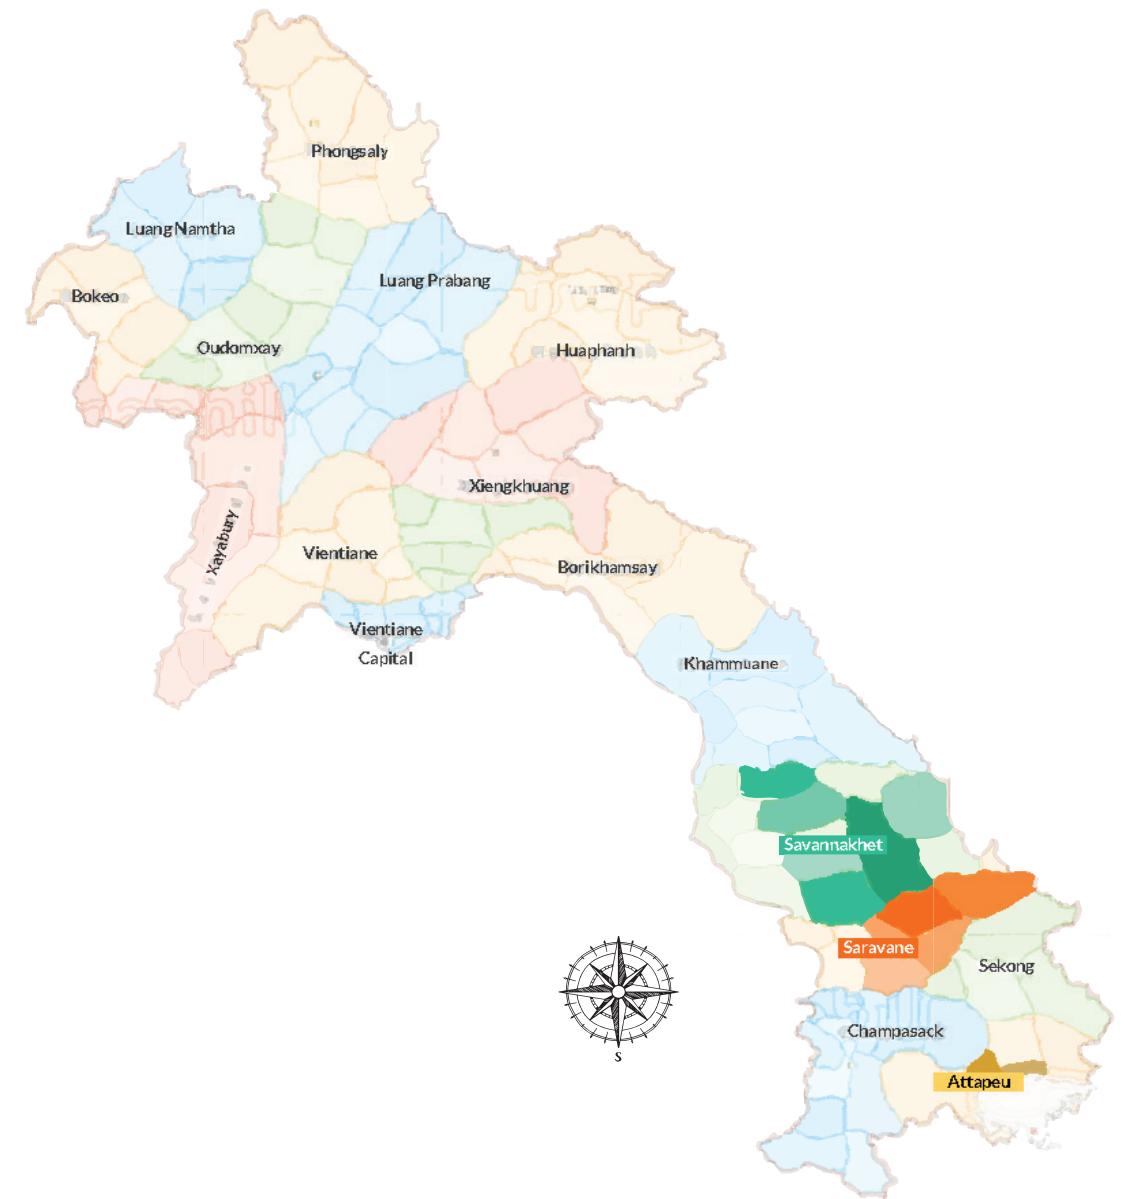 Phongsaly
Luang Namtha
Luang Prabang
Bokeo
Oudomxay
Huaphanh
Xiengkhuang
Xayabury
Vientiane
Borikhamsay
Vientiane
Capital
Khammuane
Savannakhet
Saravane
Sekong
Champasack
S
Attapeu